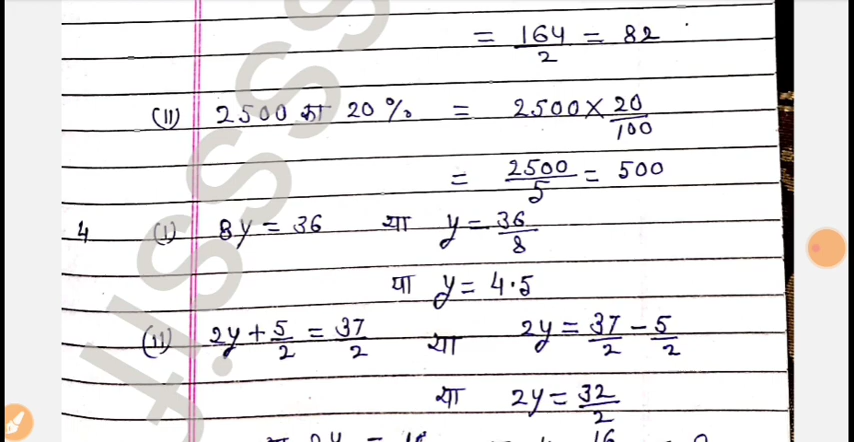 = 164/2 = 82
(II) 2500 का 20 % = 2500 × 20/100
= 2500/5 = 500
4 (I) 8y = 36 या y = 36/8
या y = 4.5
(II) 2y + 5/2 = 37/2 या 2y = 37/2 - 5/2
या 2y = 32/2